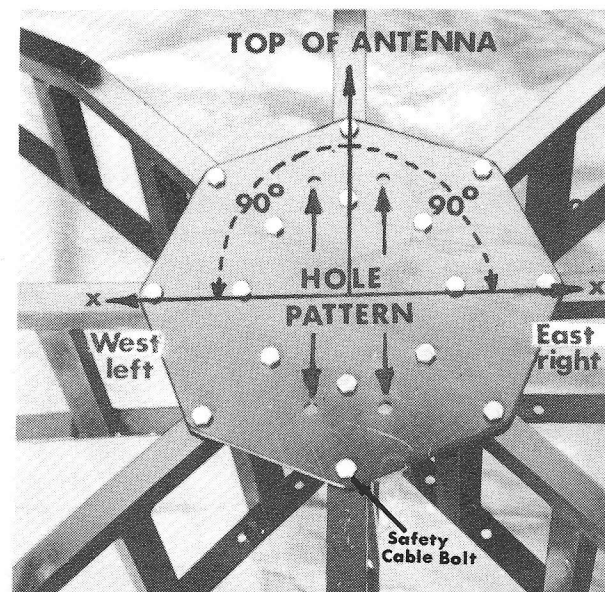 TOP OF ANTENNA
90°
90°
x
HOLE
x
PATTERN
West
left
East
right
Safety
Cable Bolt